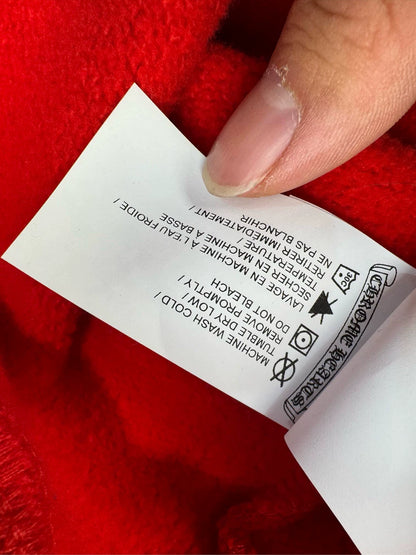 CHROME HEARTS
MACHINE WASH COLD /
TUMBLE DRY LOW /
REMOVE PROMPTLY /
DO NOT BLEACH
LAVAGE EN MACHINE À L'EAU FROIDE /
SECHER EN MACHINE À BASSE
TEMPERATURE /
RETIRER IMMEDIATEMENT /
NE PAS BLANCHIR